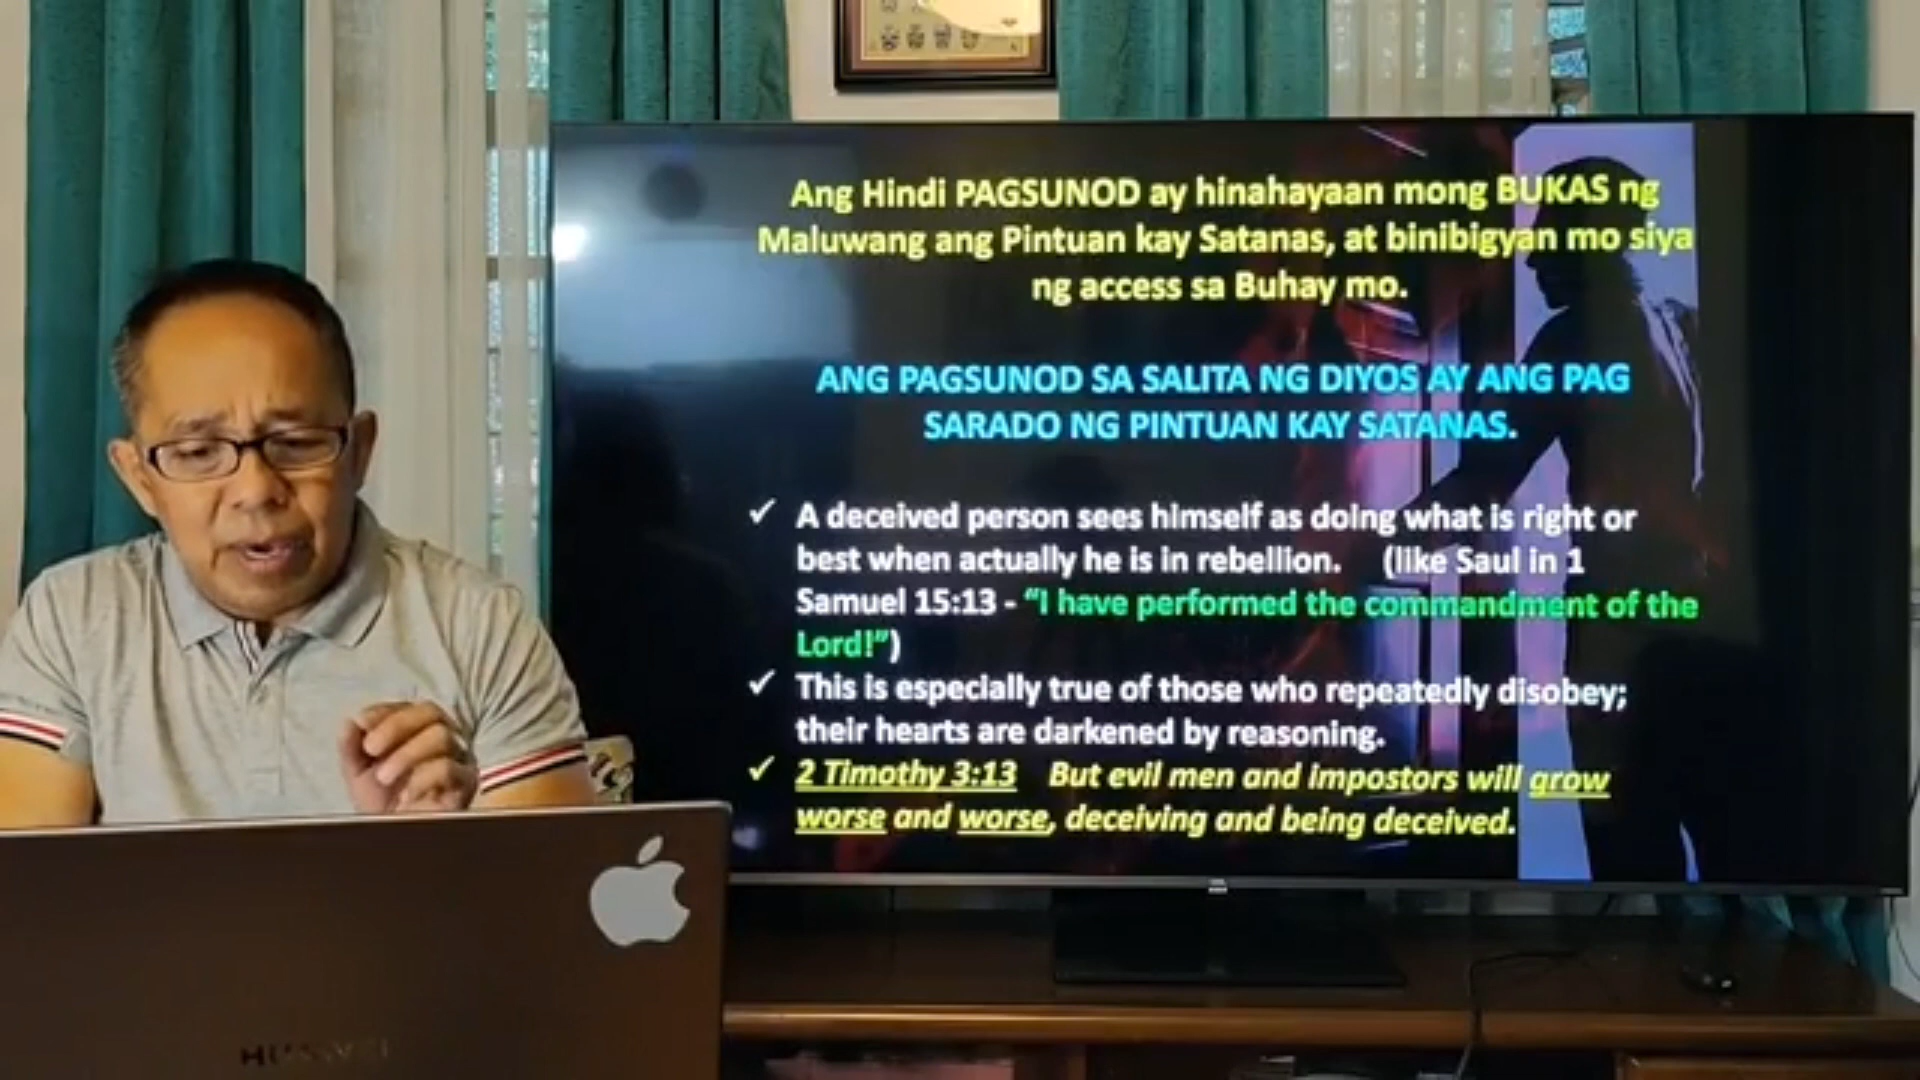 Ang Hindi PAGSUNOD ay hinahayaan mong BUKAS ng
Maluwang ang Pintuan kay Satanas, at binibigyan mo siya
ng access sa Buhay mo.
ANG PAGSUNOD SA SALITA NG DIYOS AY ANG PAG
SARADO NG PINTUAN KAY SATANAS.
✓ A deceived person sees himself as doing what is right or
best when actually he is in rebellion. (like Saul in 1
Samuel 15:13 - "I have performed the commandment of the
Lord!")
✓ This is especially true of those who repeatedly disobey;
their hearts are darkened by reasoning.
✓ 2 Timothy 3:13 But evil men and impostors will grow
worse and worse, deceiving and being deceived.
HUAWEI